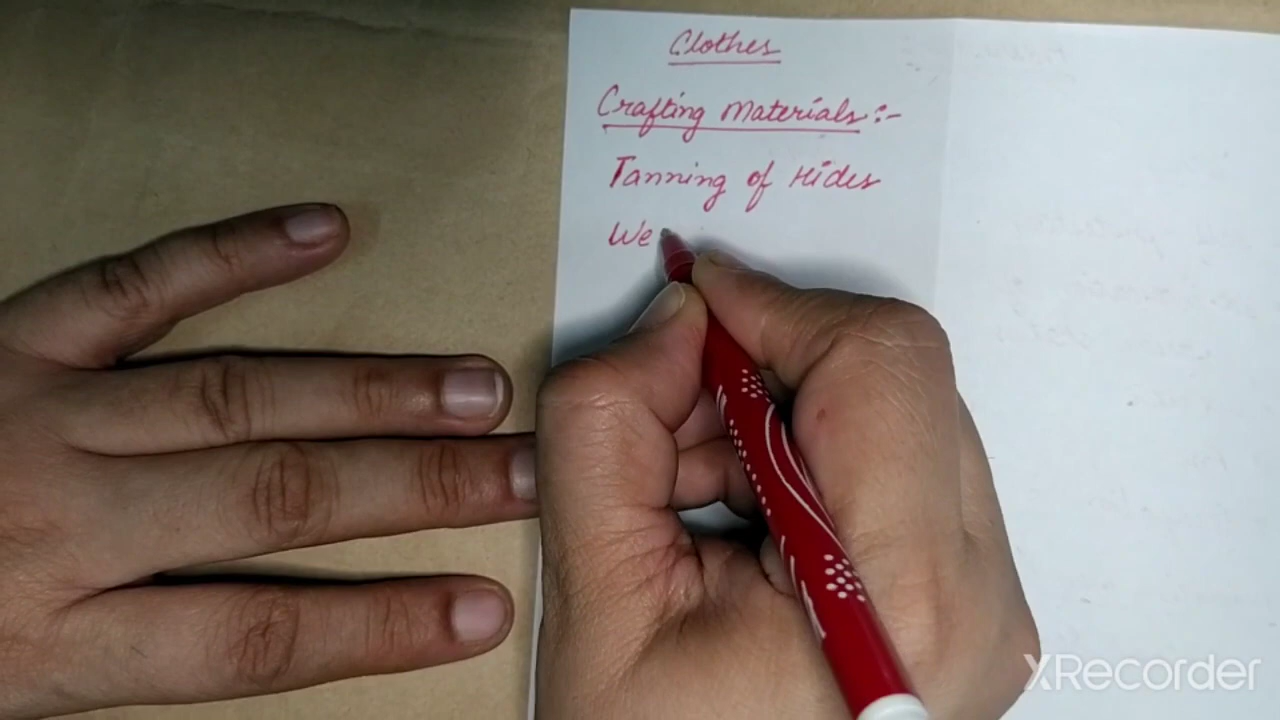 Clothes
Crafting Materials:-
Tanning of Hides
We
XRecorder